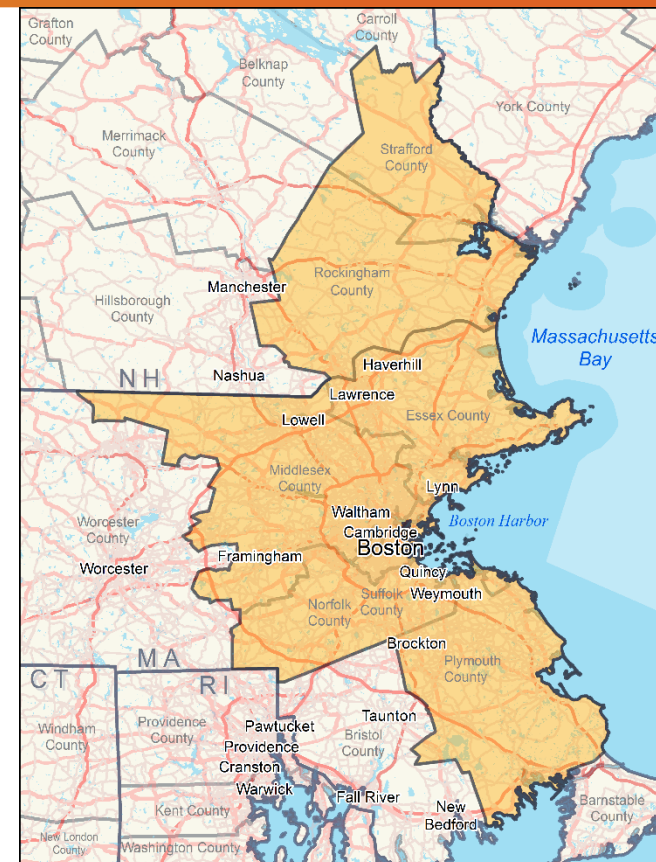 Grafton
County
Carroll
County
Belknap
County
York County
Merrimack
County
Strafford
County
Rockingham
County
Manchester
Hillsborough
County
Massachusetts
Bay
Haverhill
NH
Nashua
Lawrence
Essex County
Lowell
Middlesex
County
Lynn
Waltham
Worcester
County
Boston Harbor
Cambridge
Boston
Framingham
Worcester
Quincy
Suffolk
County
Weymouth
Norfolk
County
Brockton
MA
Plymouth
County
CT
RI
Taunton
Windham
County
Providence
County
Pawtucket
Bristol
County
Providence
Cranston
Warwick
Fall River
Kent County
New
Bedford
Barnstable
County
New London
County
Washington County